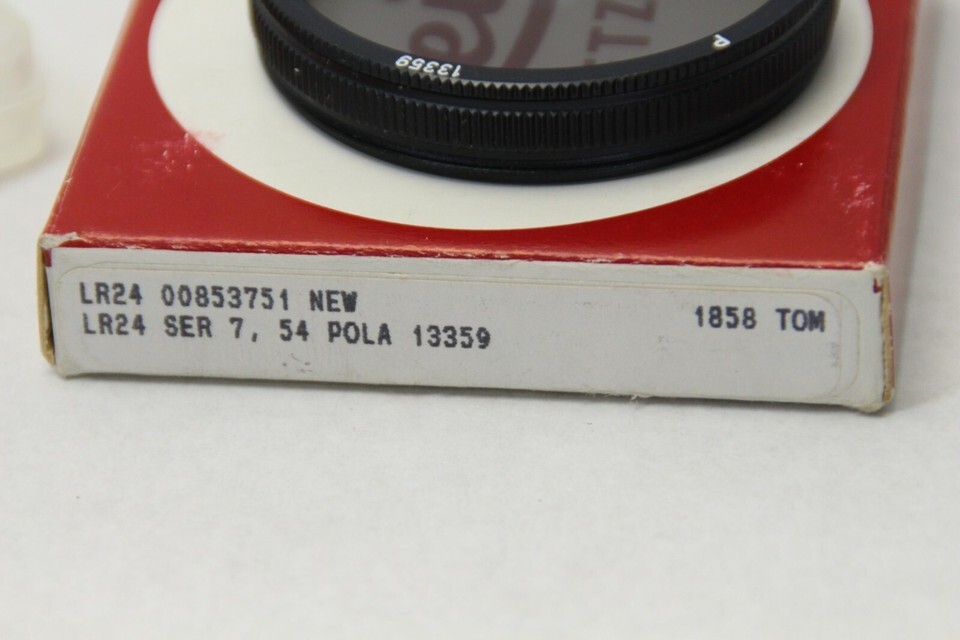 13359
P
LR24 00853751 NEW
LR24 SER 7, 54 POLA 13359
1858 TOM